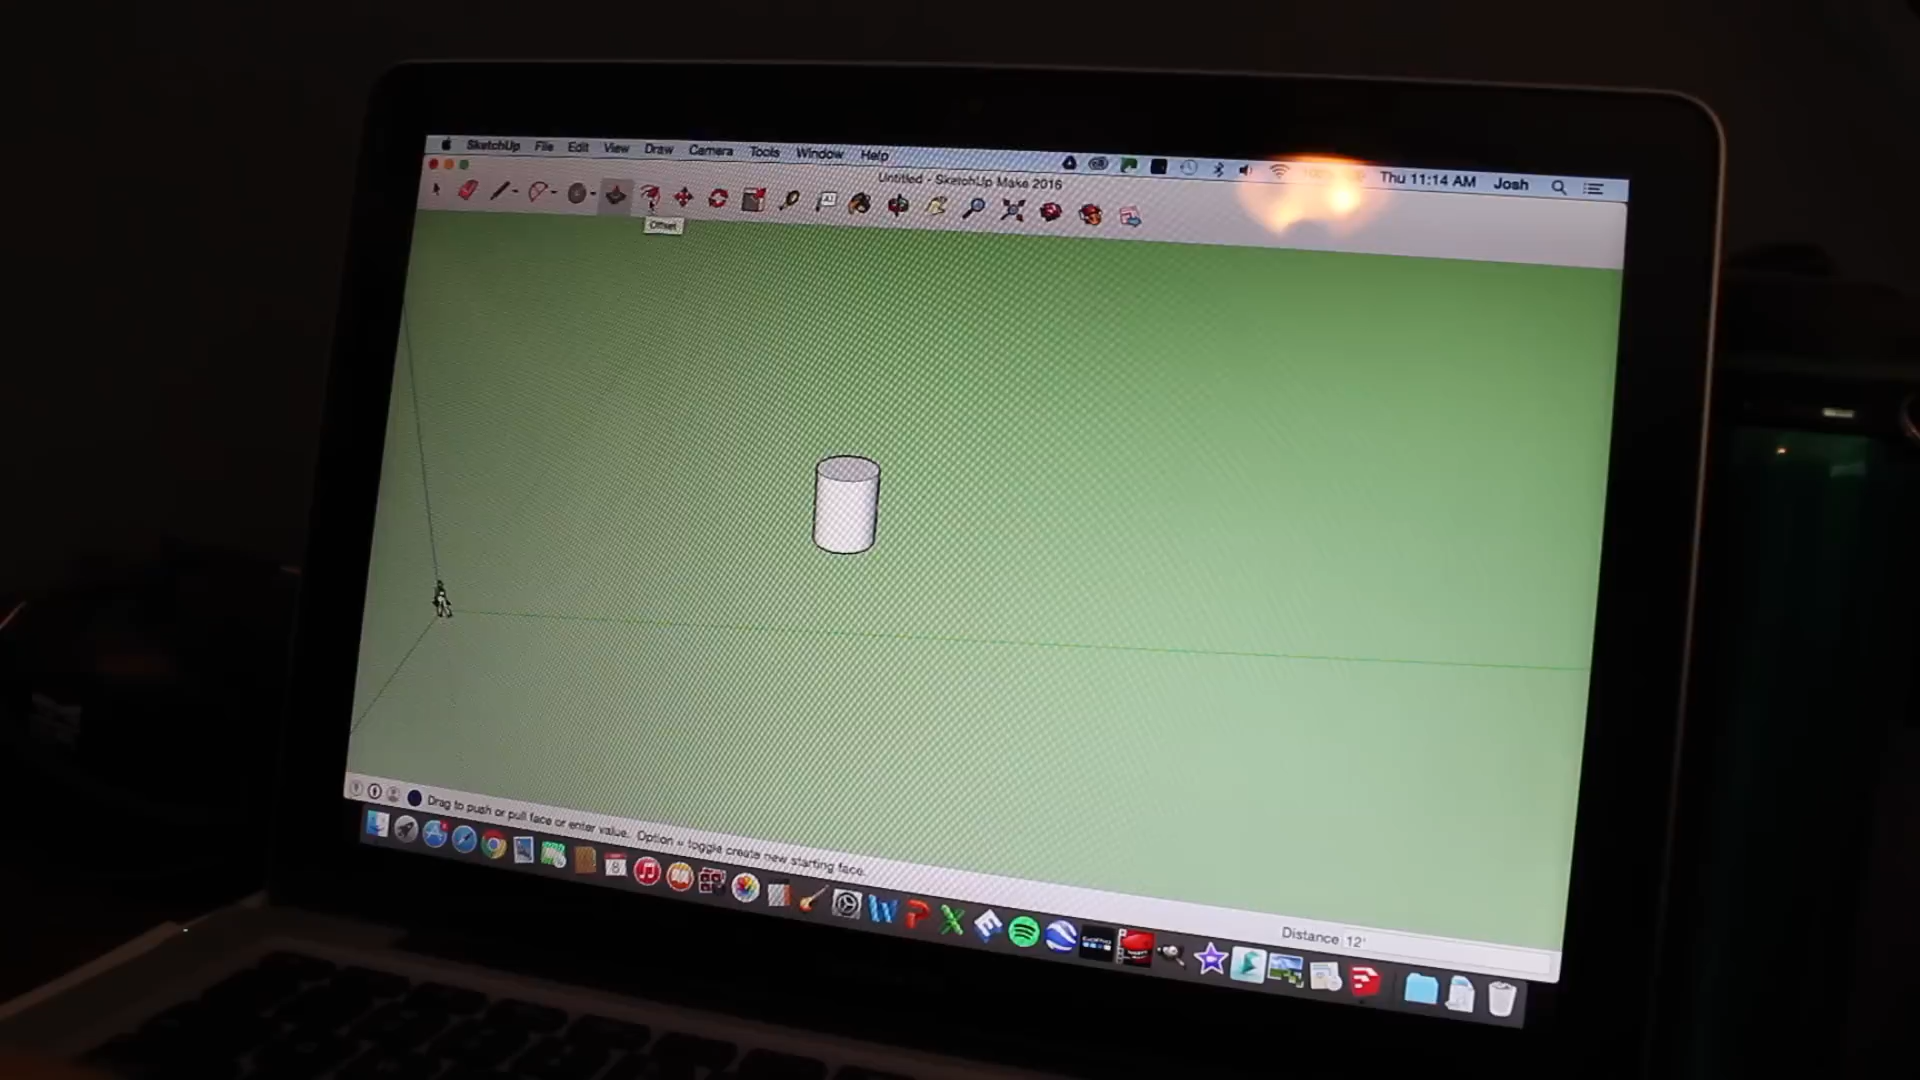 SketchUp File Edit View Draw Camera Tools Window Help
Thu 11:14 AM Josh
Untitled - SketchUp Make 2016
Offset
Drag to push or pull face or enter value. Option = toggle create new starting face.
Distance 12'
8